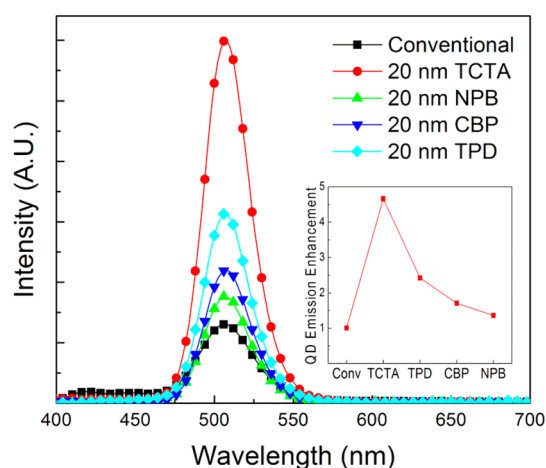 Conventional
20 nm TCTA
20 nm NPB
20 nm CBP
20 nm TPD
Intensity (A.U.)
QD Emission Enhancement
5
4
3
2
1
Conv TCTA TPD CBP NPB
400 450 500 550 600 650 700
Wavelength (nm)